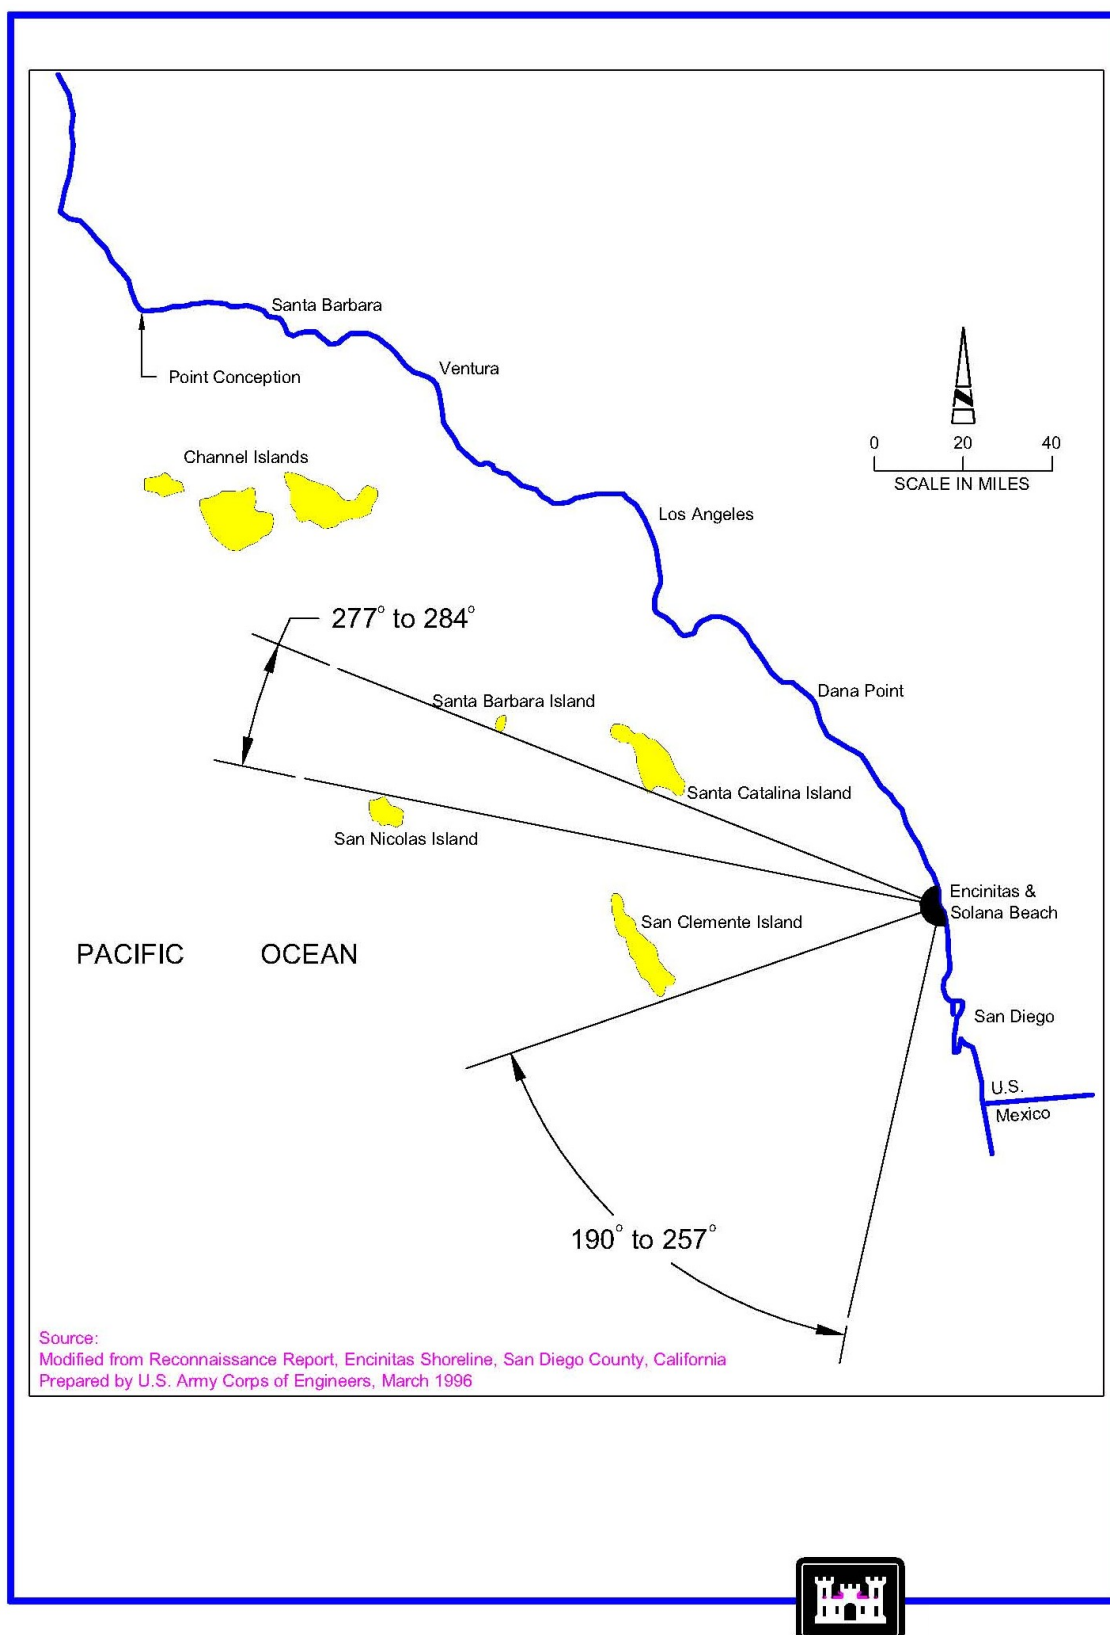 Santa Barbara
Ventura
Point Conception
0 20 40
SCALE IN MILES
Channel Islands
Los Angeles
277° to 284°
Dana Point
Santa Barbara Island
Santa Catalina Island
San Nicolas Island
Encinitas &
Solana Beach
San Clemente Island
PACIFIC OCEAN
San Diego
U.S.
Mexico
190° to 257°
Source:
Modified from Reconnaissance Report, Encinitas Shoreline, San Diego County, California
Prepared by U.S. Army Corps of Engineers, March 1996